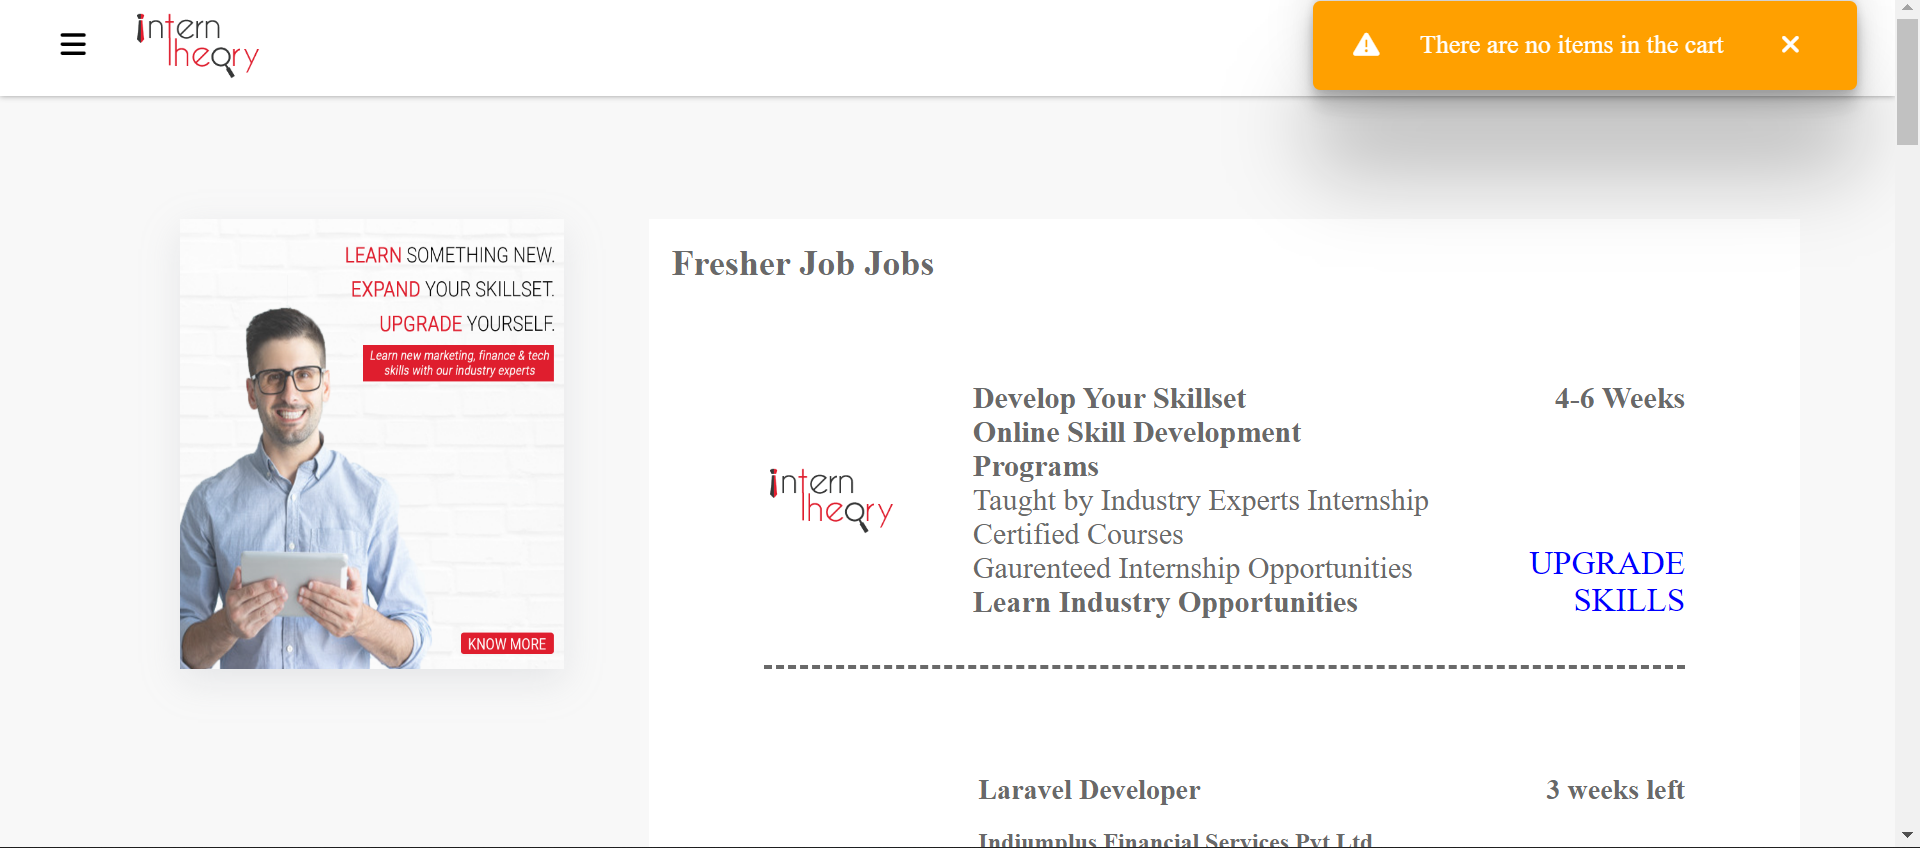 intern
theory
There are no items in the cart
LEARN SOMETHING NEW.
EXPAND YOUR SKILLSET.
UPGRADE YOURSELF.
Learn new marketing, finance & tech
skills with our industry experts
KNOW MORE
Fresher Job Jobs
intern
theory
Develop Your Skillset
4-6 Weeks
Online Skill Development
Programs
Taught by Industry Experts Internship
Certified Courses
Gaurenteed Internship Opportunities
Learn Industry Opportunities
UPGRADE
SKILLS
Laravel Developer
3 weeks left
Indiumplus Financial Services Pvt Ltd